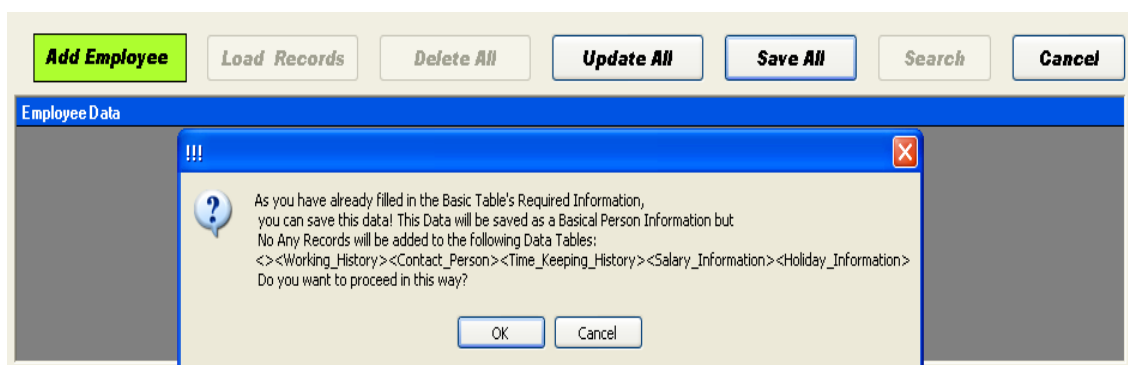 Add Employee Load Records Delete All Update All Save All Search Cancel
Employee Data
!!!
As you have already filled in the Basic Table's Required Information,
you can save this data! This Data will be saved as a Basical Person Information but
No Any Records will be added to the following Data Tables:
<><Working_History><Contact_Person><Time_Keeping_History><Salary_Information><Holiday_Information>
Do you want to proceed in this way?
OK Cancel